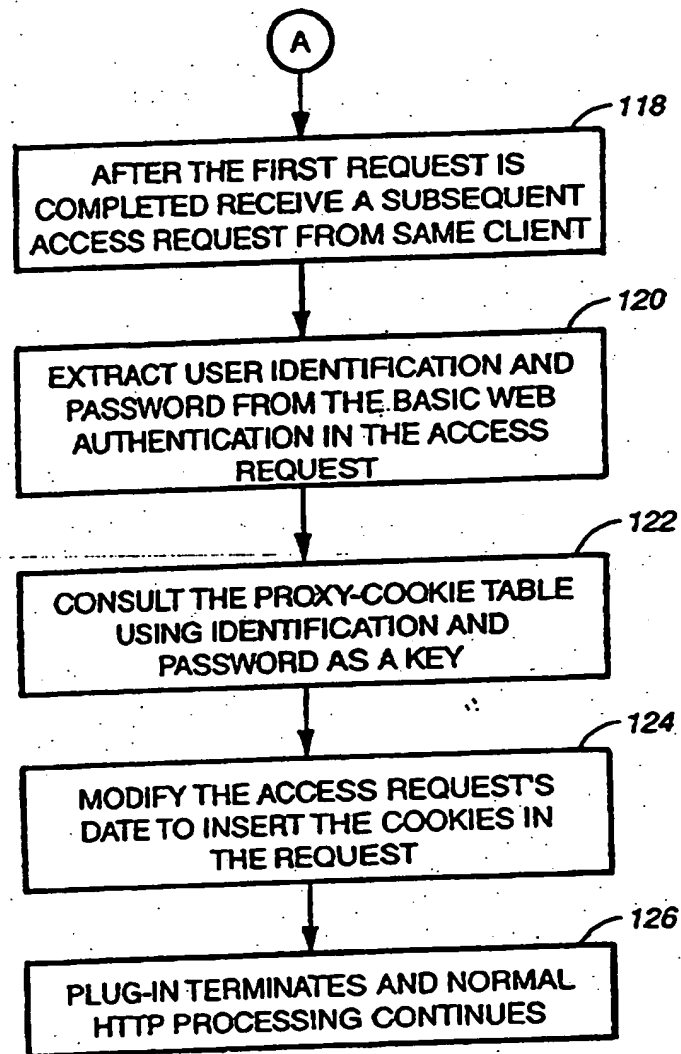 A
118
AFTER THE FIRST REQUEST IS
COMPLETED RECEIVE A SUBSEQUENT
ACCESS REQUEST FROM SAME CLIENT
120
EXTRACT USER IDENTIFICATION AND
PASSWORD FROM THE BASIC WEB
AUTHENTICATION IN THE ACCESS
REQUEST
122
CONSULT THE PROXY-COOKIE TABLE
USING IDENTIFICATION AND
PASSWORD AS A KEY
124
MODIFY THE ACCESS REQUEST'S
DATE TO INSERT THE COOKIES IN
THE REQUEST
126
PLUG-IN TERMINATES AND NORMAL
HTTP PROCESSING CONTINUES